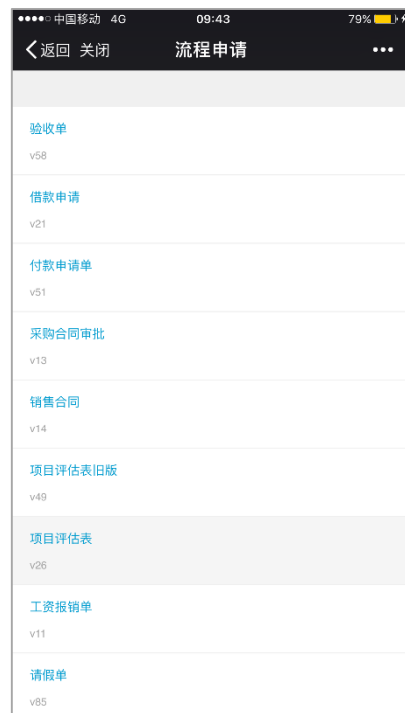 中国移动 4G 09:43 79%
返回 关闭 流程申请
验收单
v58
借款申请
v21
付款申请单
v51
采购合同审批
v13
销售合同
v14
项目评估表旧版
v49
项目评估表
v26
工资报销单
v11
请假单
v85